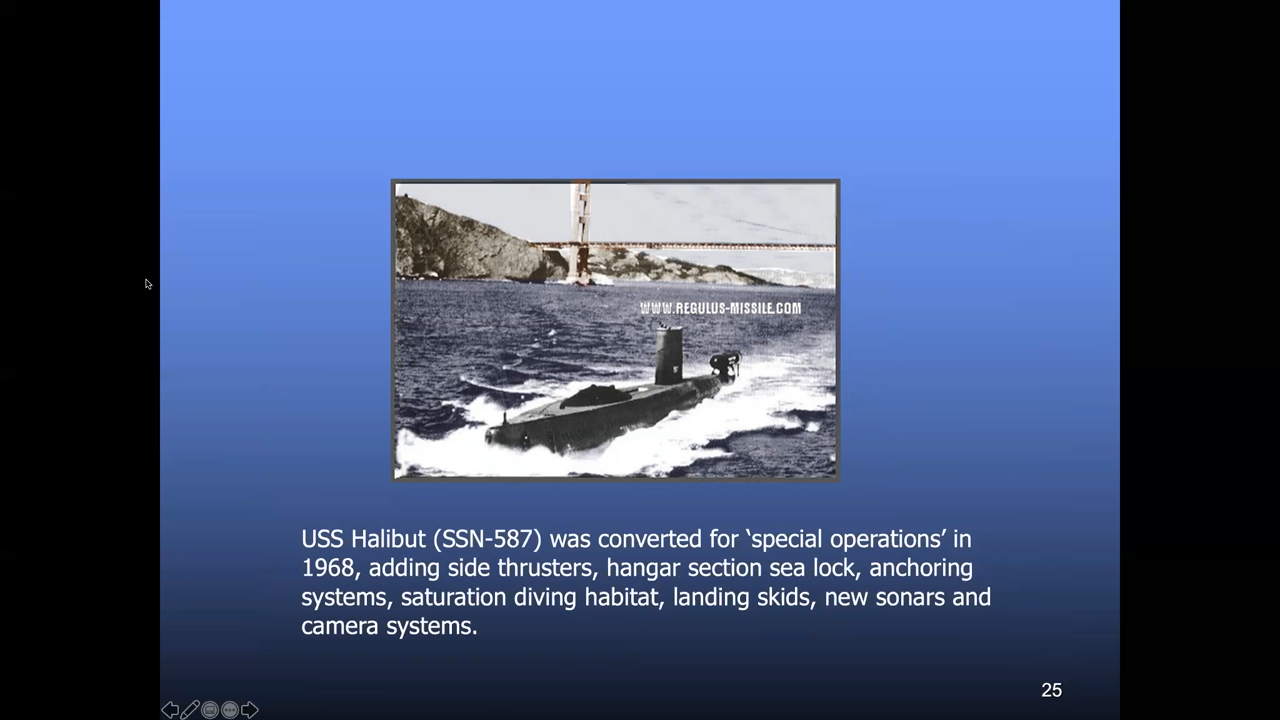 WWW.REGULUS-MISSILE.COM
USS Halibut (SSN-587) was converted for ‘special operations’ in
1968, adding side thrusters, hangar section sea lock, anchoring
systems, saturation diving habitat, landing skids, new sonars and
camera systems.
25